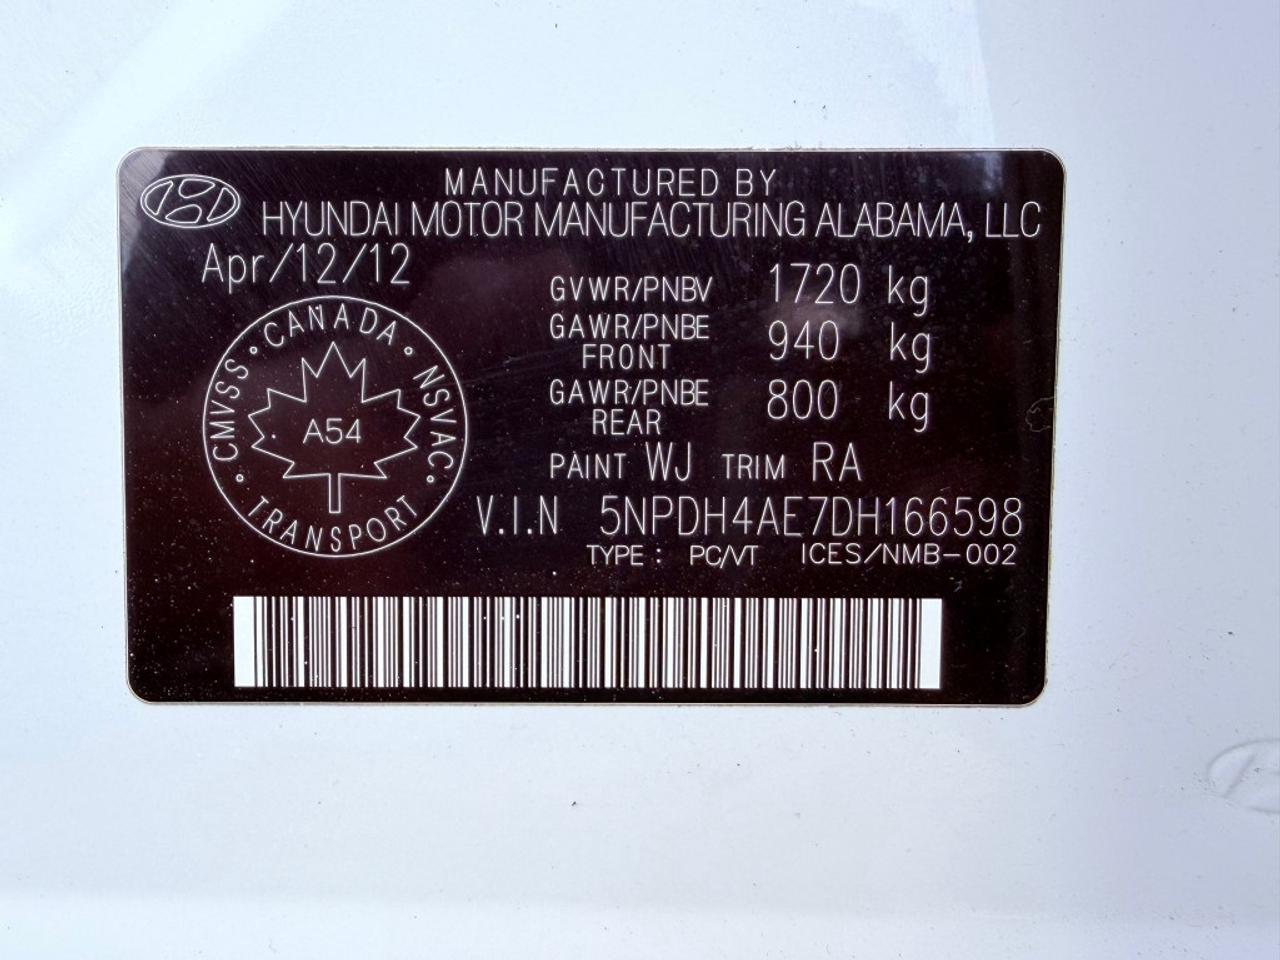 MANUFACTURED BY
HYUNDAI MOTOR MANUFACTURING ALABAMA, LLC
Apr/12/12
GVWR/PNBV 1720 kg
GAWR/PNBE FRONT 940 kg
GAWR/PNBE REAR 800 kg
CANADA
CMVSS • NSVAC
A54
TRANSPORT
PAINT WJ TRIM RA
V.I.N 5NPDH4AE7DH166598
TYPE : PC/VT ICES/NMB-002